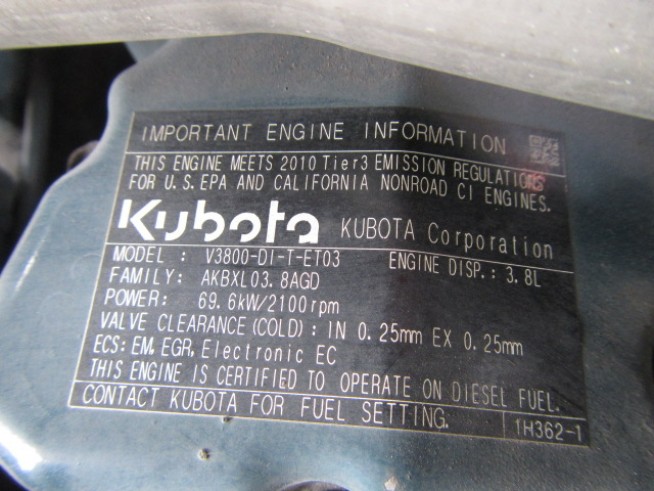 IMPORTANT ENGINE INFORMATION
THIS ENGINE MEETS 2010 Tier3 EMISSION REGULATIONS
FOR U.S. EPA AND CALIFORNIA NONROAD CI ENGINES.
Kubota KUBOTA Corporation
MODEL : V3800-DI-T-ET03 ENGINE DISP.: 3.8L
FAMILY: AKBXL03.8AGD
POWER: 69.6kW/2100rpm
VALVE CLEARANCE(COLD): IN 0.25mm EX 0.25mm
ECS: EM, EGR, Electronic EC
THIS ENGINE IS CERTIFIED TO OPERATE ON DIESEL FUEL.
CONTACT KUBOTA FOR FUEL SETTING. 1H362-1